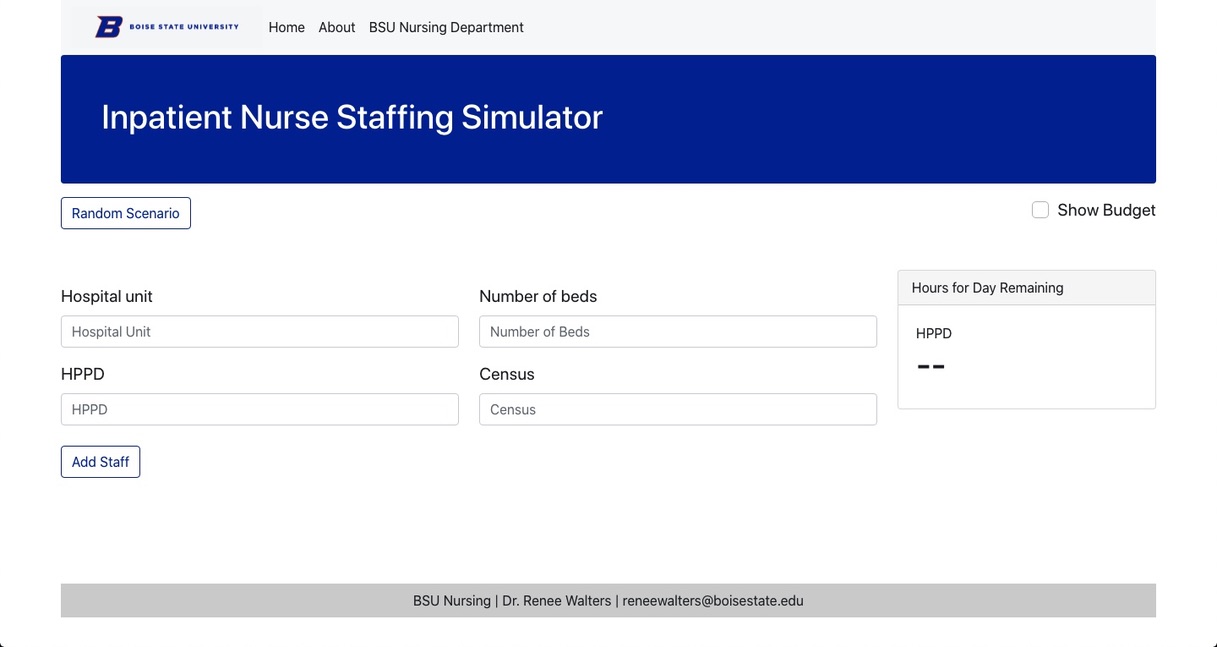 B BOISE STATE UNIVERSITY Home About BSU Nursing Department
Inpatient Nurse Staffing Simulator
Random Scenario
Show Budget
Hospital unit
Hospital Unit
Number of beds
Number of Beds
HPPD
HPPD
Census
Census
Add Staff
Hours for Day Remaining
HPPD
--
BSU Nursing | Dr. Renee Walters | reneewalters@boisestate.edu